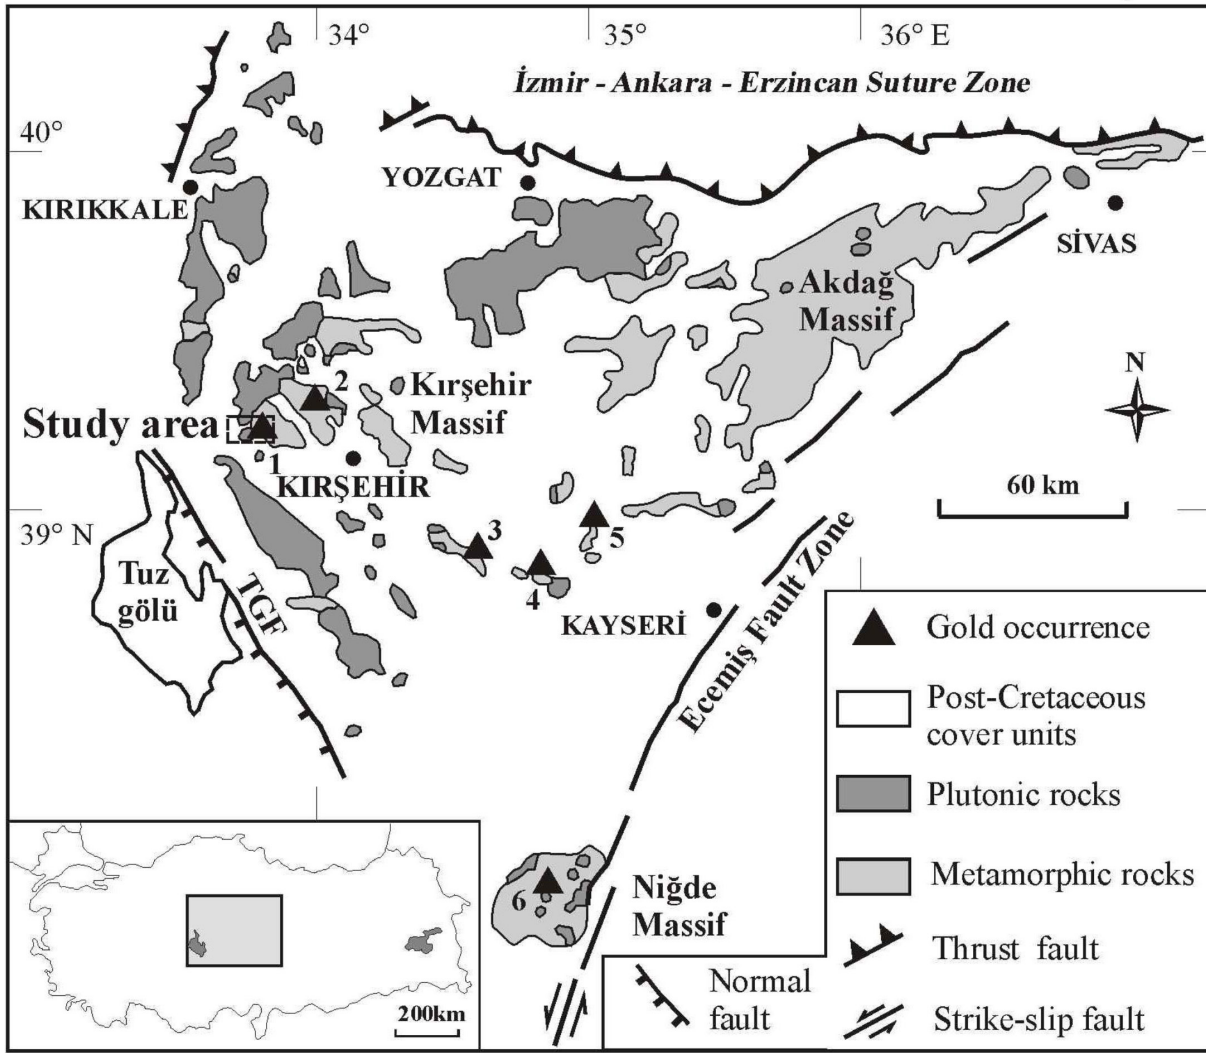 34°
35°
36° E
İzmir - Ankara - Erzincan Suture Zone
40°
YOZGAT
KIRIKKALE
SİVAS
Akdağ
Massif
N
2
Kırşehir
Massif
Study area
1
KIRŞEHİR
60 km
39° N
3
5
Tuz
gölü
TGF
4
KAYSERİ
Ecemiş Fault Zone
Gold occurrence
Post-Cretaceous
cover units
Plutonic rocks
Metamorphic rocks
6
Niğde
Massif
Thrust fault
Normal
fault
200km
Strike-slip fault